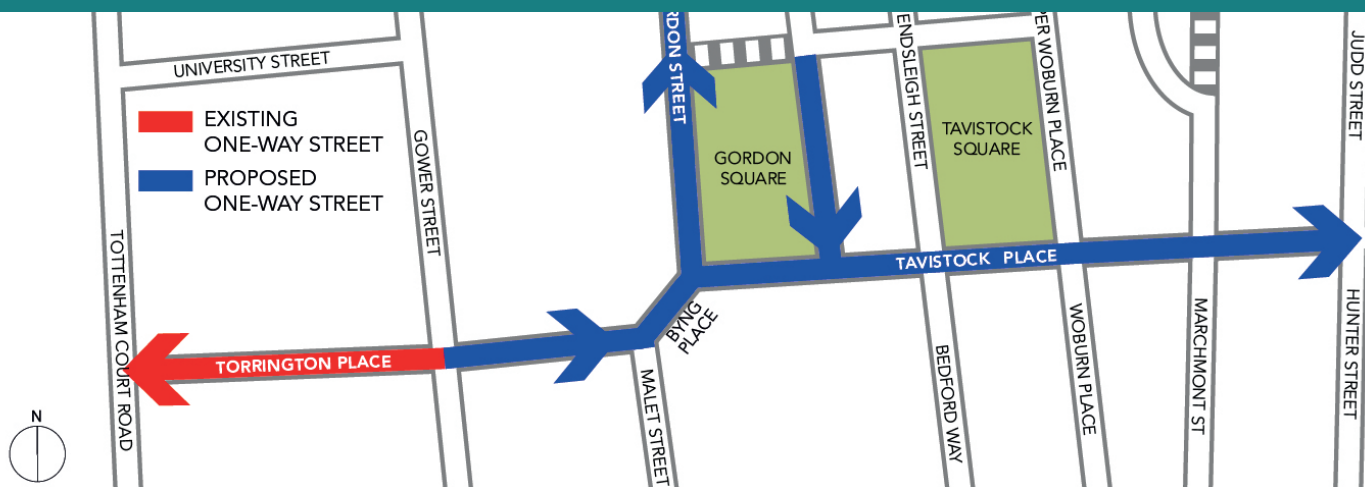 UNIVERSITY STREET
EXISTING
ONE-WAY STREET
PROPOSED
ONE-WAY STREET
GOWER STREET
TOTTENHAM COURT ROAD
TORRINGTON PLACE
N
RDON STREET
GORDON
SQUARE
ENDSLEIGH STREET
TAVISTOCK
SQUARE
PER WOBURN PLACE
JUDD STREET
TAVISTOCK PLACE
BYNG
PLACE
MALET STREET
BEDFORD WAY
WOBURN PLACE
MARCHMONT ST
HUNTER STREET